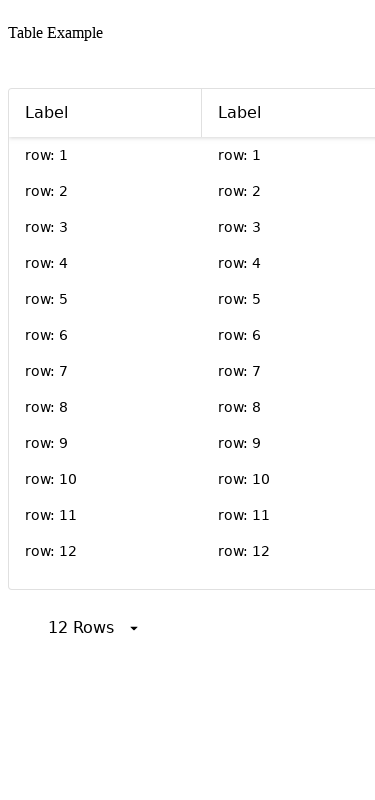 Table Example
Label Label
row: 1 row: 1
row: 2 row: 2
row: 3 row: 3
row: 4 row: 4
row: 5 row: 5
row: 6 row: 6
row: 7 row: 7
row: 8 row: 8
row: 9 row: 9
row: 10 row: 10
row: 11 row: 11
row: 12 row: 12
12 Rows